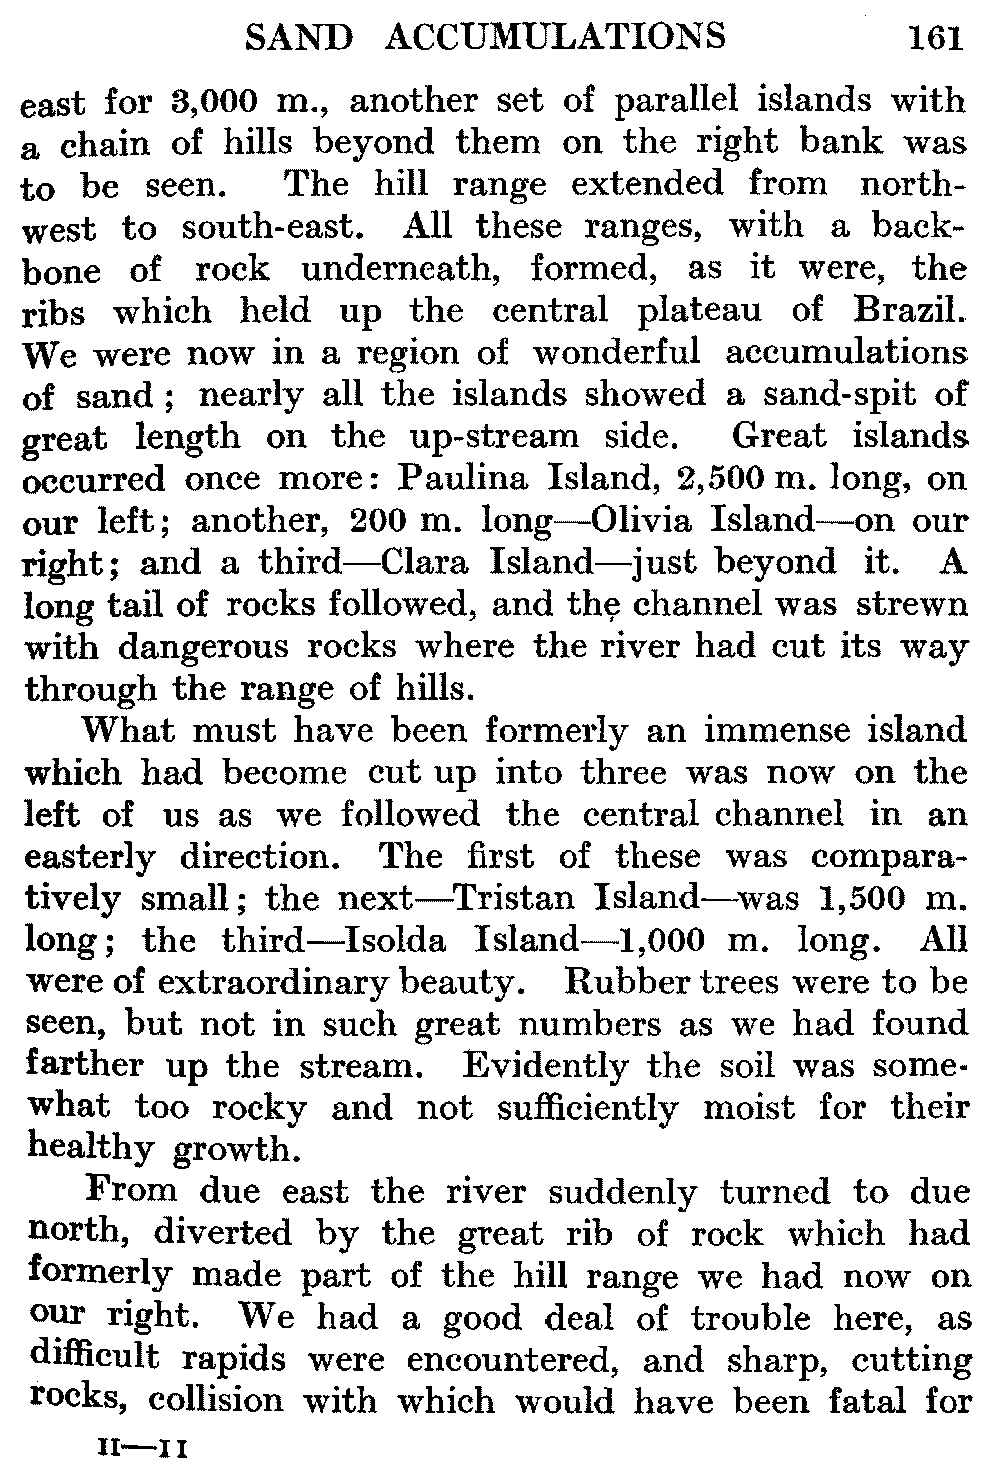 SAND ACCUMULATIONS 161
east for 3,000 m., another set of parallel islands with
a chain of hills beyond them on the right bank was
to be seen. The hill range extended from north-
west to south-east. All these ranges, with a back-
bone of rock underneath, formed, as it were, the
ribs which held up the central plateau of Brazil.
We were now in a region of wonderful accumulations
of sand ; nearly all the islands showed a sand-spit of
great length on the up-stream side. Great islands
occurred once more: Paulina Island, 2,500 m. long, on
our left; another, 200 m. long—Olivia Island—on our
right; and a third—Clara Island—just beyond it. A
long tail of rocks followed, and the channel was strewn
with dangerous rocks where the river had cut its way
through the range of hills.
What must have been formerly an immense island
which had become cut up into three was now on the
left of us as we followed the central channel in an
easterly direction. The first of these was compara-
tively small; the next—Tristan Island—was 1,500 m.
long; the third—Isolda Island—1,000 m. long. All
were of extraordinary beauty. Rubber trees were to be
seen, but not in such great numbers as we had found
farther up the stream. Evidently the soil was some-
what too rocky and not sufficiently moist for their
healthy growth.
From due east the river suddenly turned to due
north, diverted by the great rib of rock which had
formerly made part of the hill range we had now on
our right. We had a good deal of trouble here, as
difficult rapids were encountered, and sharp, cutting
rocks, collision with which would have been fatal for
II—II